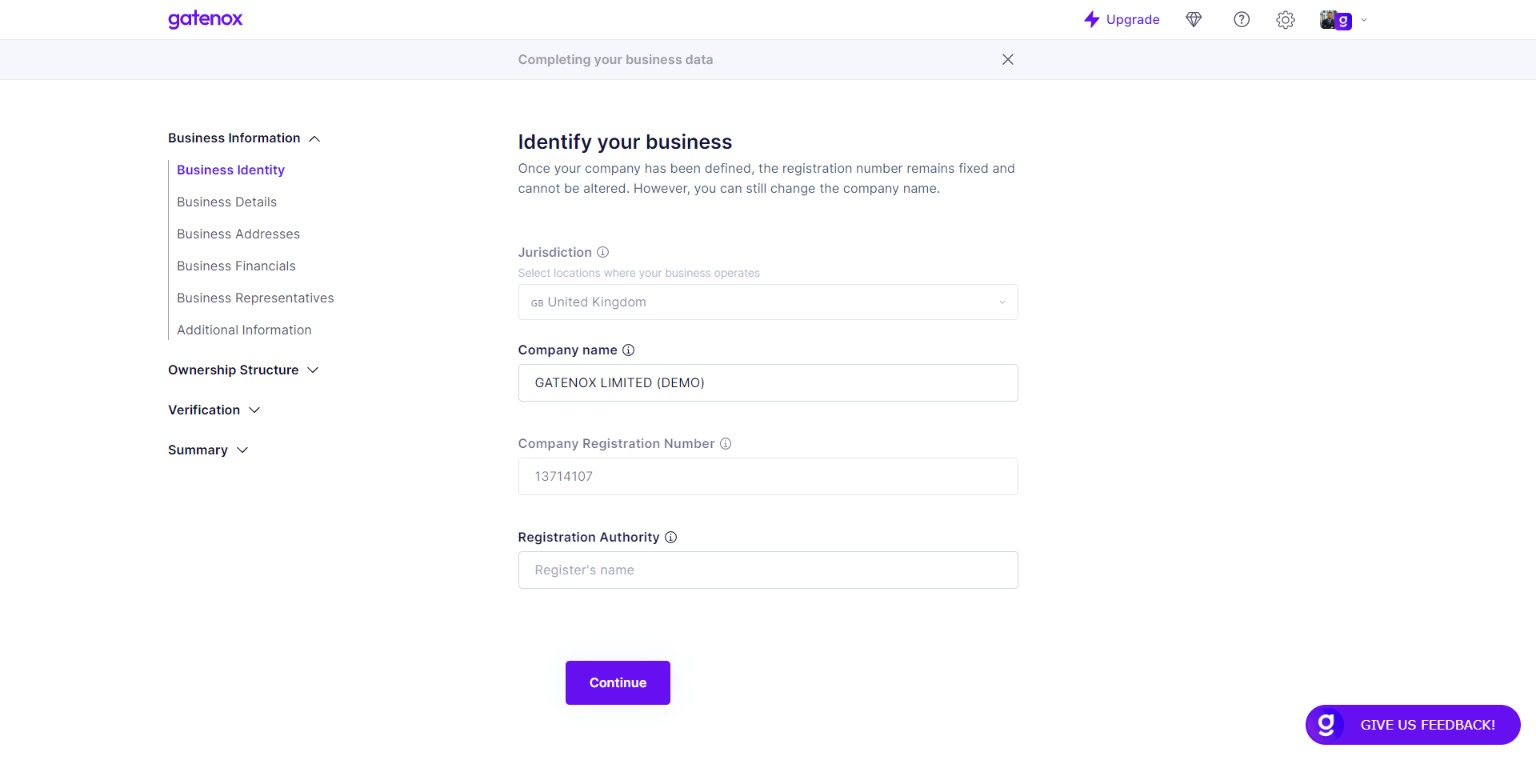 gatenox
Upgrade
g
Completing your business data
Business Information
Business Identity
Business Details
Business Addresses
Business Financials
Business Representatives
Additional Information
Ownership Structure
Verification
Summary
Identify your business
Once your company has been defined, the registration number remains fixed and
cannot be altered. However, you can still change the company name.
Jurisdiction
Select locations where your business operates
GB United Kingdom
Company name
GATENOX LIMITED (DEMO)
Company Registration Number
13714107
Registration Authority
Register's name
Continue
g GIVE US FEEDBACK!